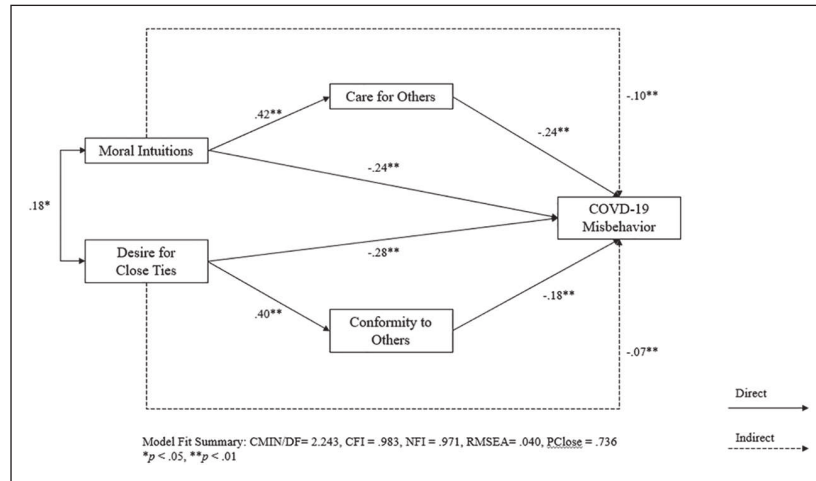 Care for Others
-.10**
.42**
-.24**
Moral Intuitions
-.24**
.18*
COVD-19
Misbehavior
Desire for
Close Ties
-.28**
.40**
-.18**
Conformity to
Others
-.07**
Direct
Indirect
Model Fit Summary: CMIN/DF= 2.243, CFI = .983, NFI = .971, RMSEA= .040, PClose = .736
*p < .05, **p < .01